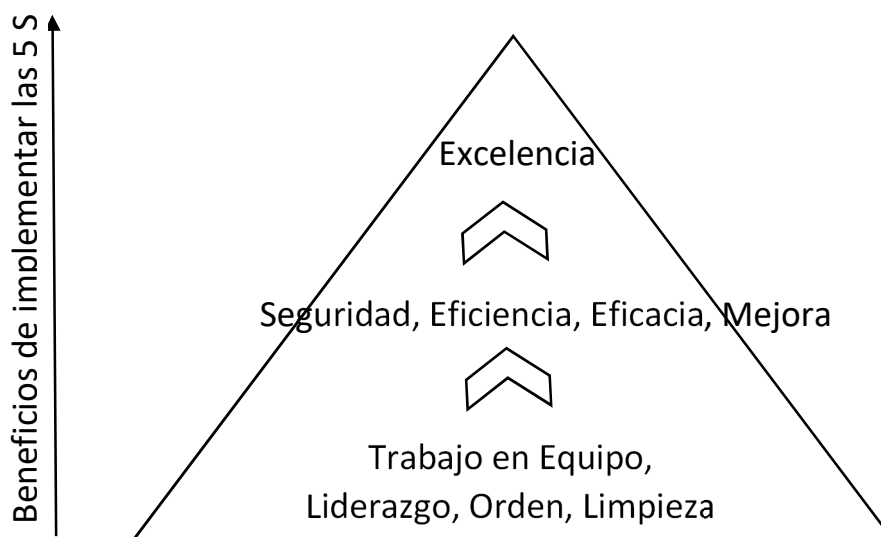 Beneficios de implementar las 5 S
Excelencia
Seguridad, Eficiencia, Eficacia, Mejora
Trabajo en Equipo,
Liderazgo, Orden, Limpieza